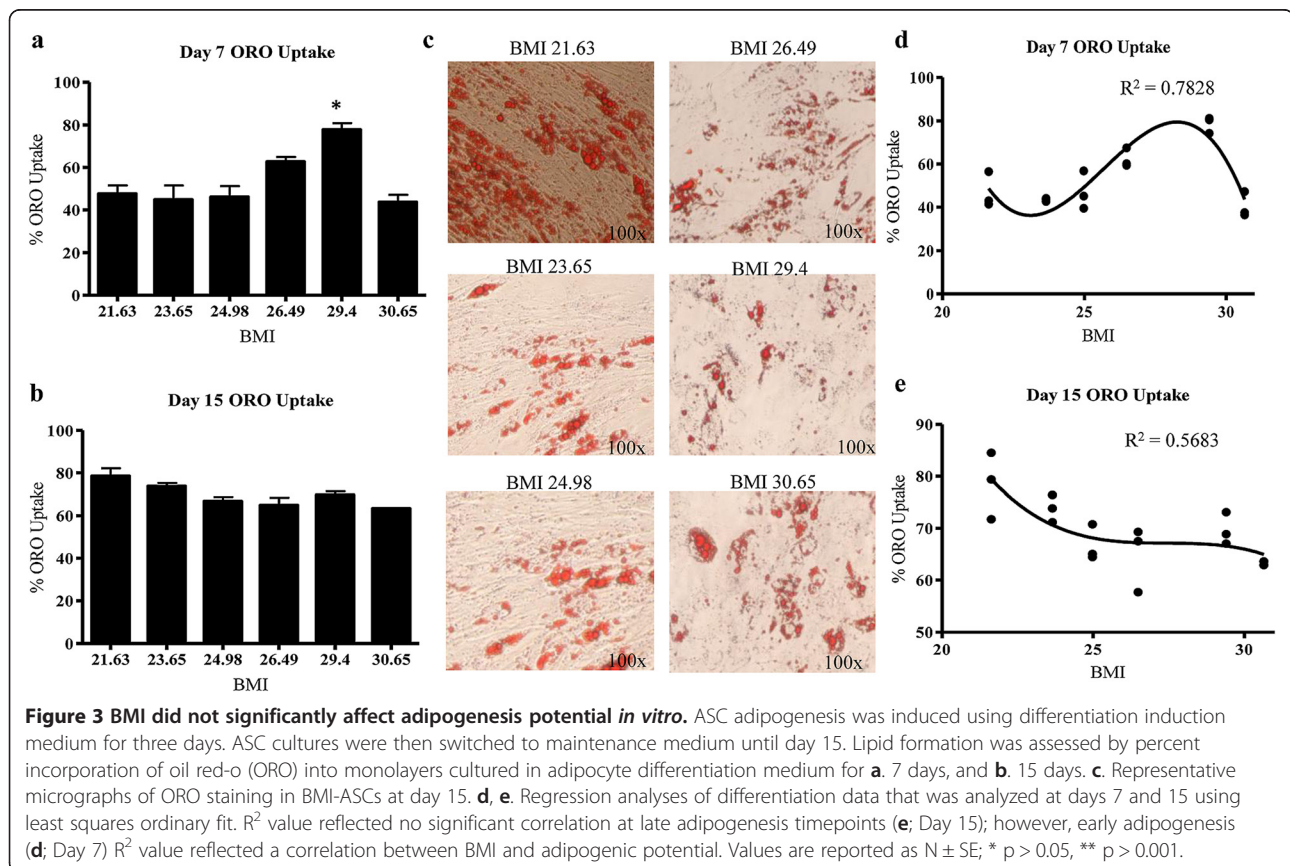 a
Day 7 ORO Uptake
100
80
60
40
20
0
% ORO Uptake
*
21.63 23.65 24.98 26.49 29.4 30.65
BMI
b
Day 15 ORO Uptake
100
80
60
40
20
0
% ORO Uptake
21.63 23.65 24.98 26.49 29.4 30.65
BMI
c
BMI 21.63
100x
BMI 26.49
100x
BMI 23.65
100x
BMI 29.4
100x
BMI 24.98
100x
BMI 30.65
100x
d
Day 7 ORO Uptake
R² = 0.7828
100
80
60
40
20
0
% ORO Uptake
20 25 30
BMI
e
Day 15 ORO Uptake
R² = 0.5683
90
80
70
60
50
% ORO Uptake
20 25 30
BMI
Figure 3 BMI did not significantly affect adipogenesis potential in vitro. ASC adipogenesis was induced using differentiation induction
medium for three days. ASC cultures were then switched to maintenance medium until day 15. Lipid formation was assessed by percent
incorporation of oil red-o (ORO) into monolayers cultured in adipocyte differentiation medium for a. 7 days, and b. 15 days. c. Representative
micrographs of ORO staining in BMI-ASCs at day 15. d, e. Regression analyses of differentiation data that was analyzed at days 7 and 15 using
least squares ordinary fit. R² value reflected no significant correlation at late adipogenesis timepoints (e; Day 15); however, early adipogenesis
(d; Day 7) R² value reflected a correlation between BMI and adipogenic potential. Values are reported as N ± SE; * p > 0.05, ** p > 0.001.